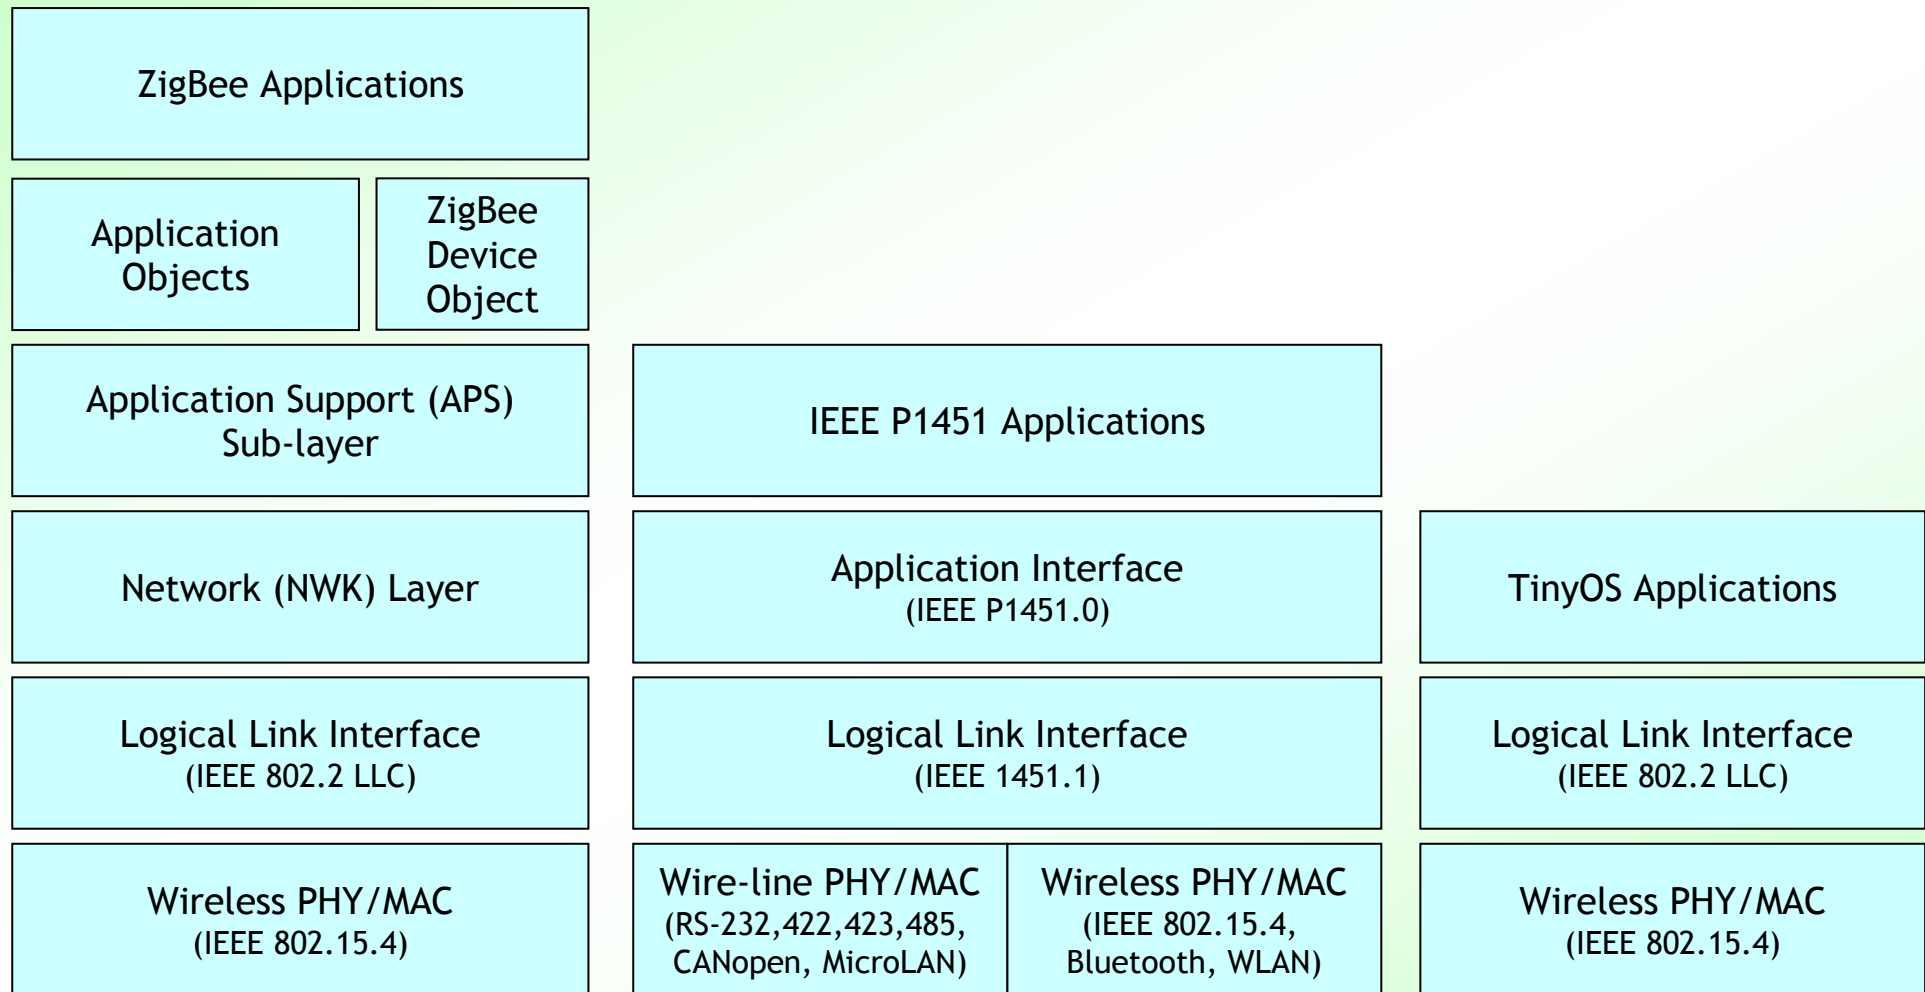 ZigBee Applications
Application
Objects
ZigBee
Device
Object
Application Support (APS)
Sub-layer
IEEE P1451 Applications
Network (NWK) Layer
Application Interface
(IEEE P1451.0)
TinyOS Applications
Logical Link Interface
(IEEE 802.2 LLC)
Logical Link Interface
(IEEE 1451.1)
Logical Link Interface
(IEEE 802.2 LLC)
Wireless PHY/MAC
(IEEE 802.15.4)
Wire-line PHY/MAC
(RS-232,422,423,485,
CANopen, MicroLAN)
Wireless PHY/MAC
(IEEE 802.15.4,
Bluetooth, WLAN)
Wireless PHY/MAC
(IEEE 802.15.4)